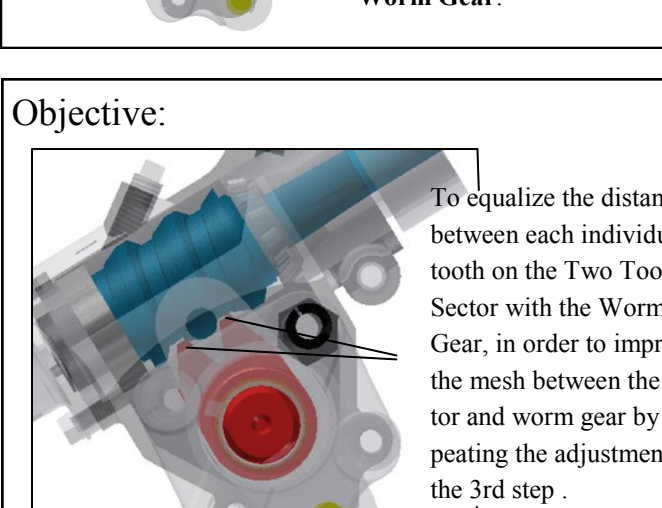 Worm Gear.
Objective:
To equalize the distan
between each individu
tooth on the Two Too
Sector with the Worm
Gear, in order to impr
the mesh between the
tor and worm gear by
peating the adjustmen
the 3rd step .